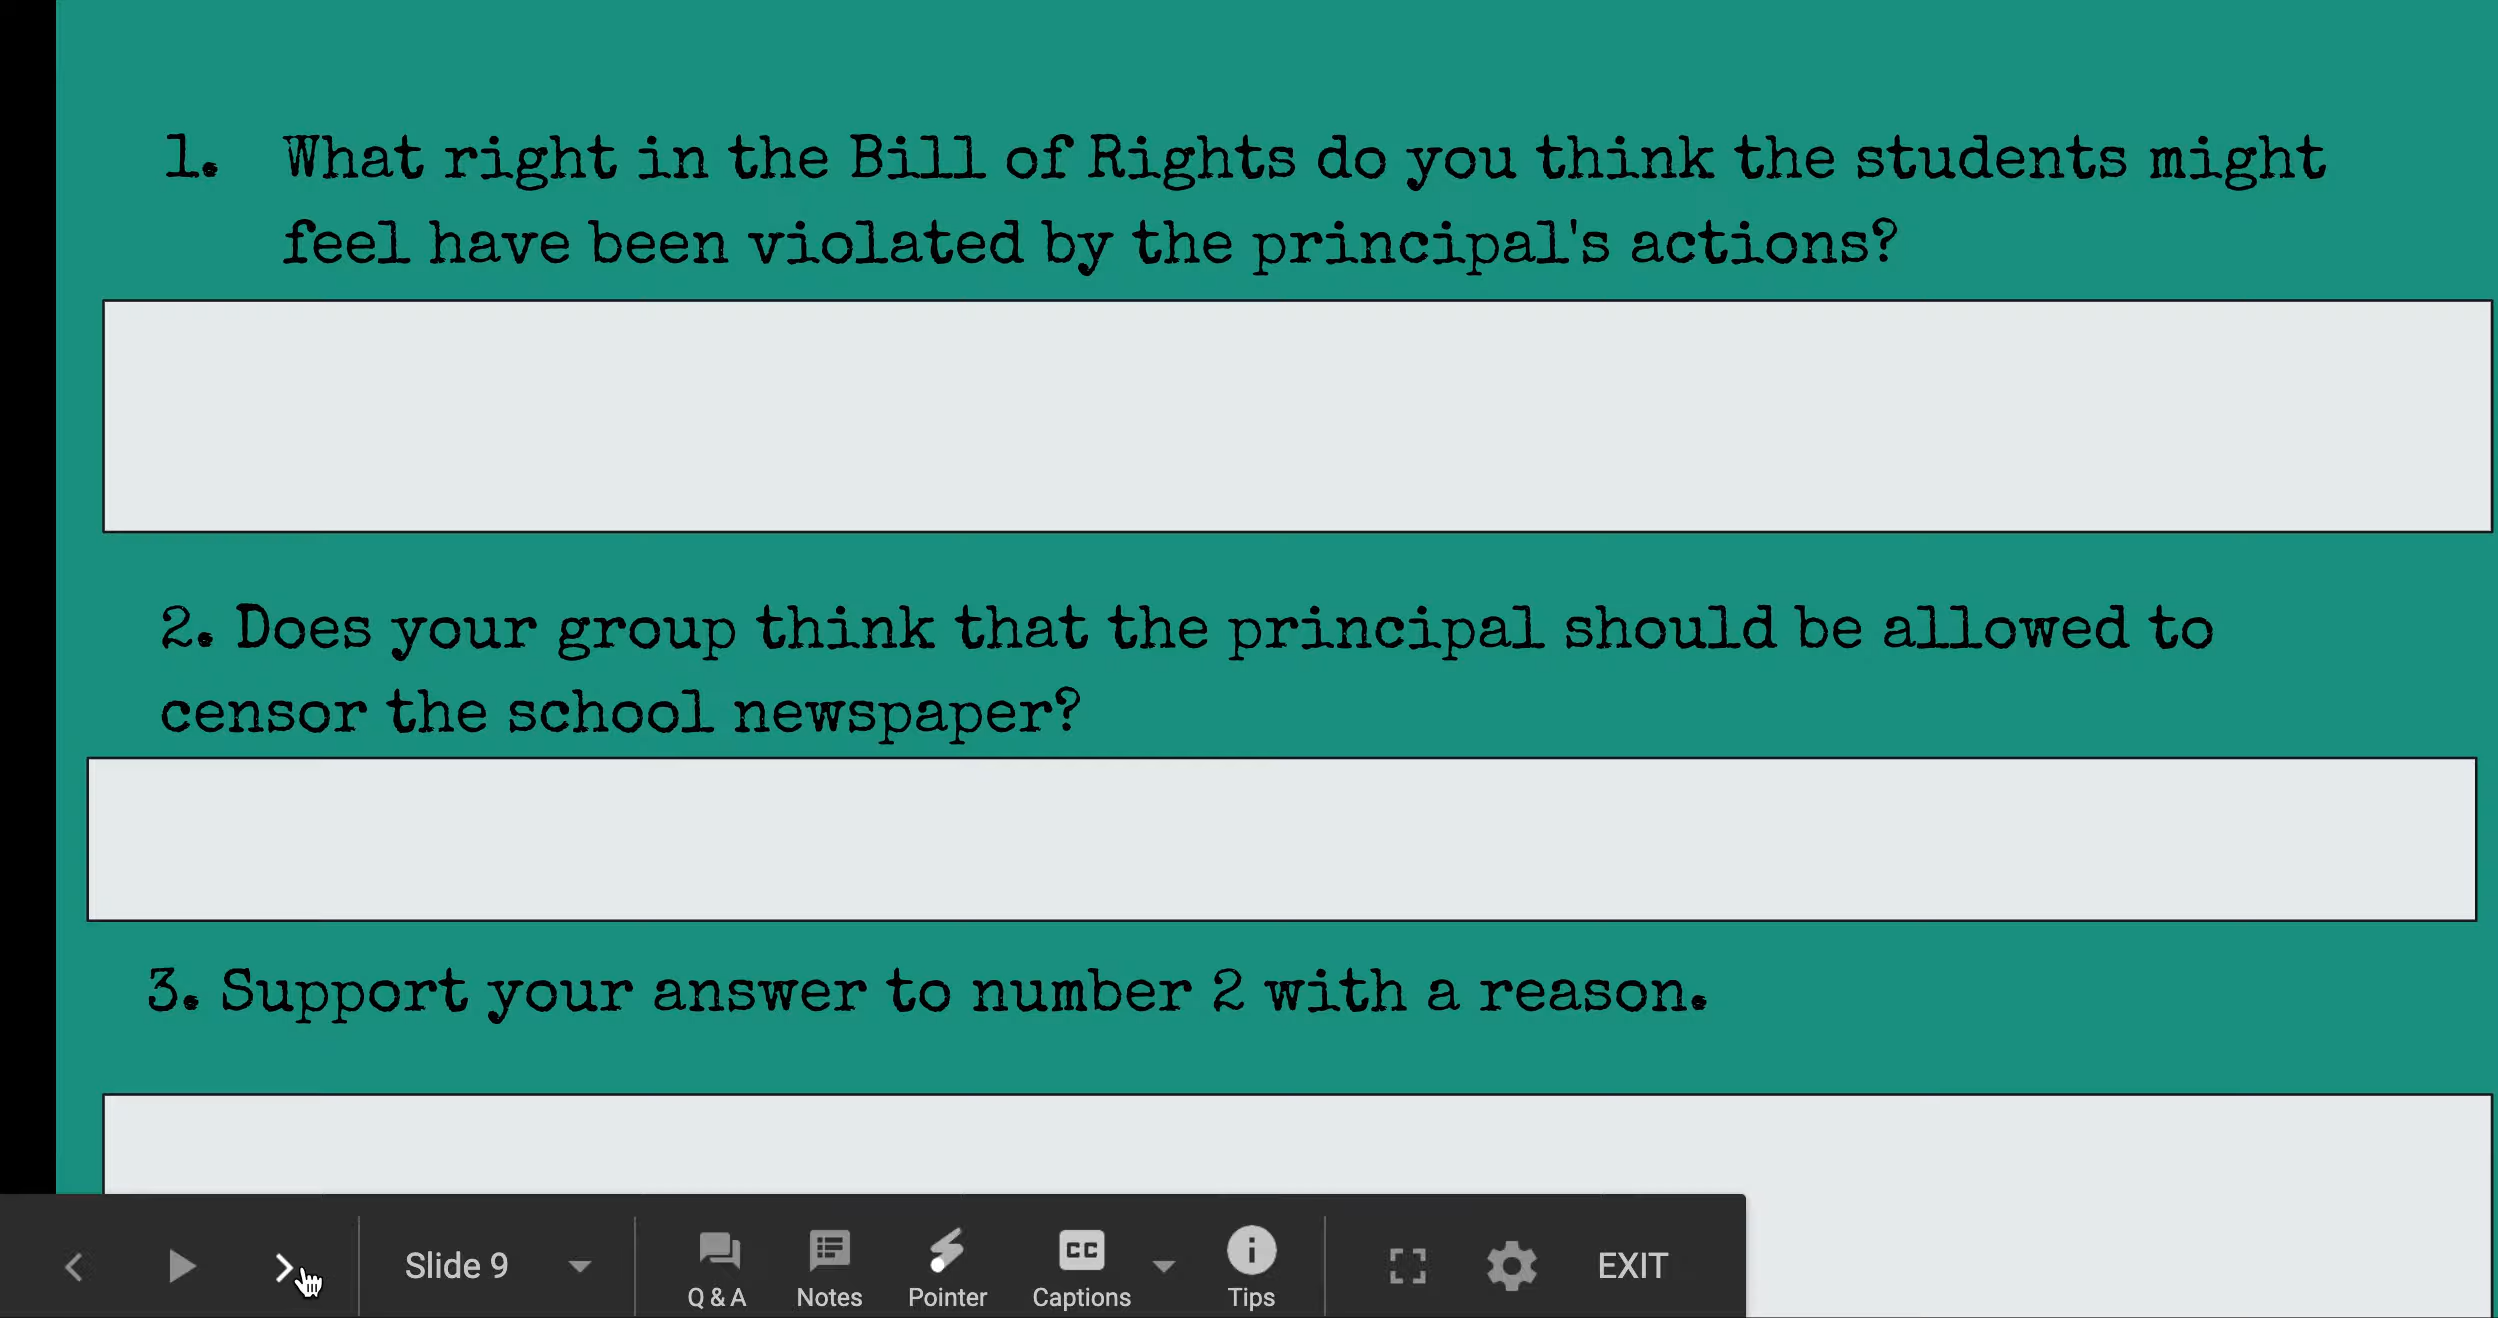 1. What right in the Bill of Rights do you think the students might
feel have been violated by the principal's actions?
2. Does your group think that the principal should be allowed to
censor the school newspaper?
3. Support your answer to number 2 with a reason.
Slide 9
Q & A
Notes
Pointer
CC
Captions
Tips
EXIT